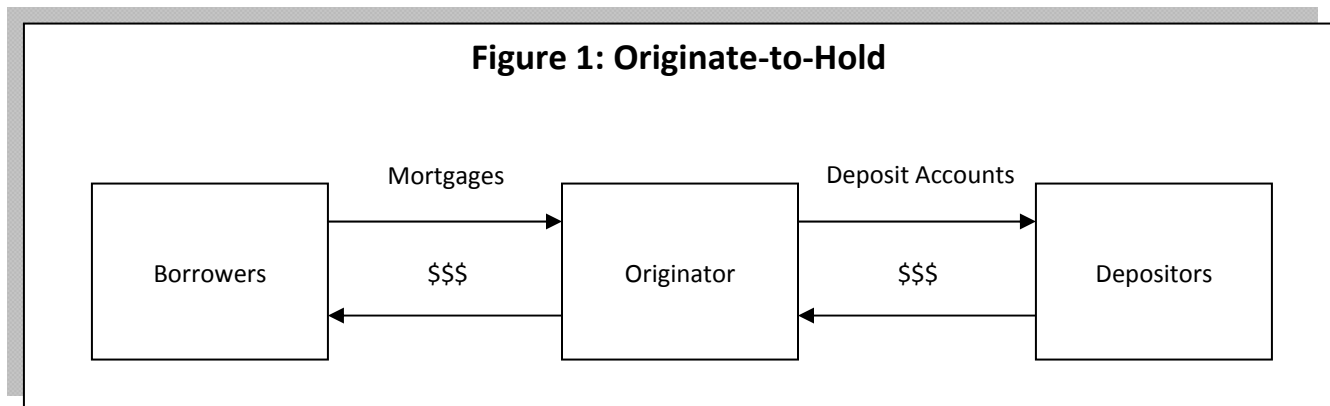 Figure 1: Originate-to-Hold
Mortgages
Deposit Accounts
Borrowers
$$$
Originator
$$$
Depositors